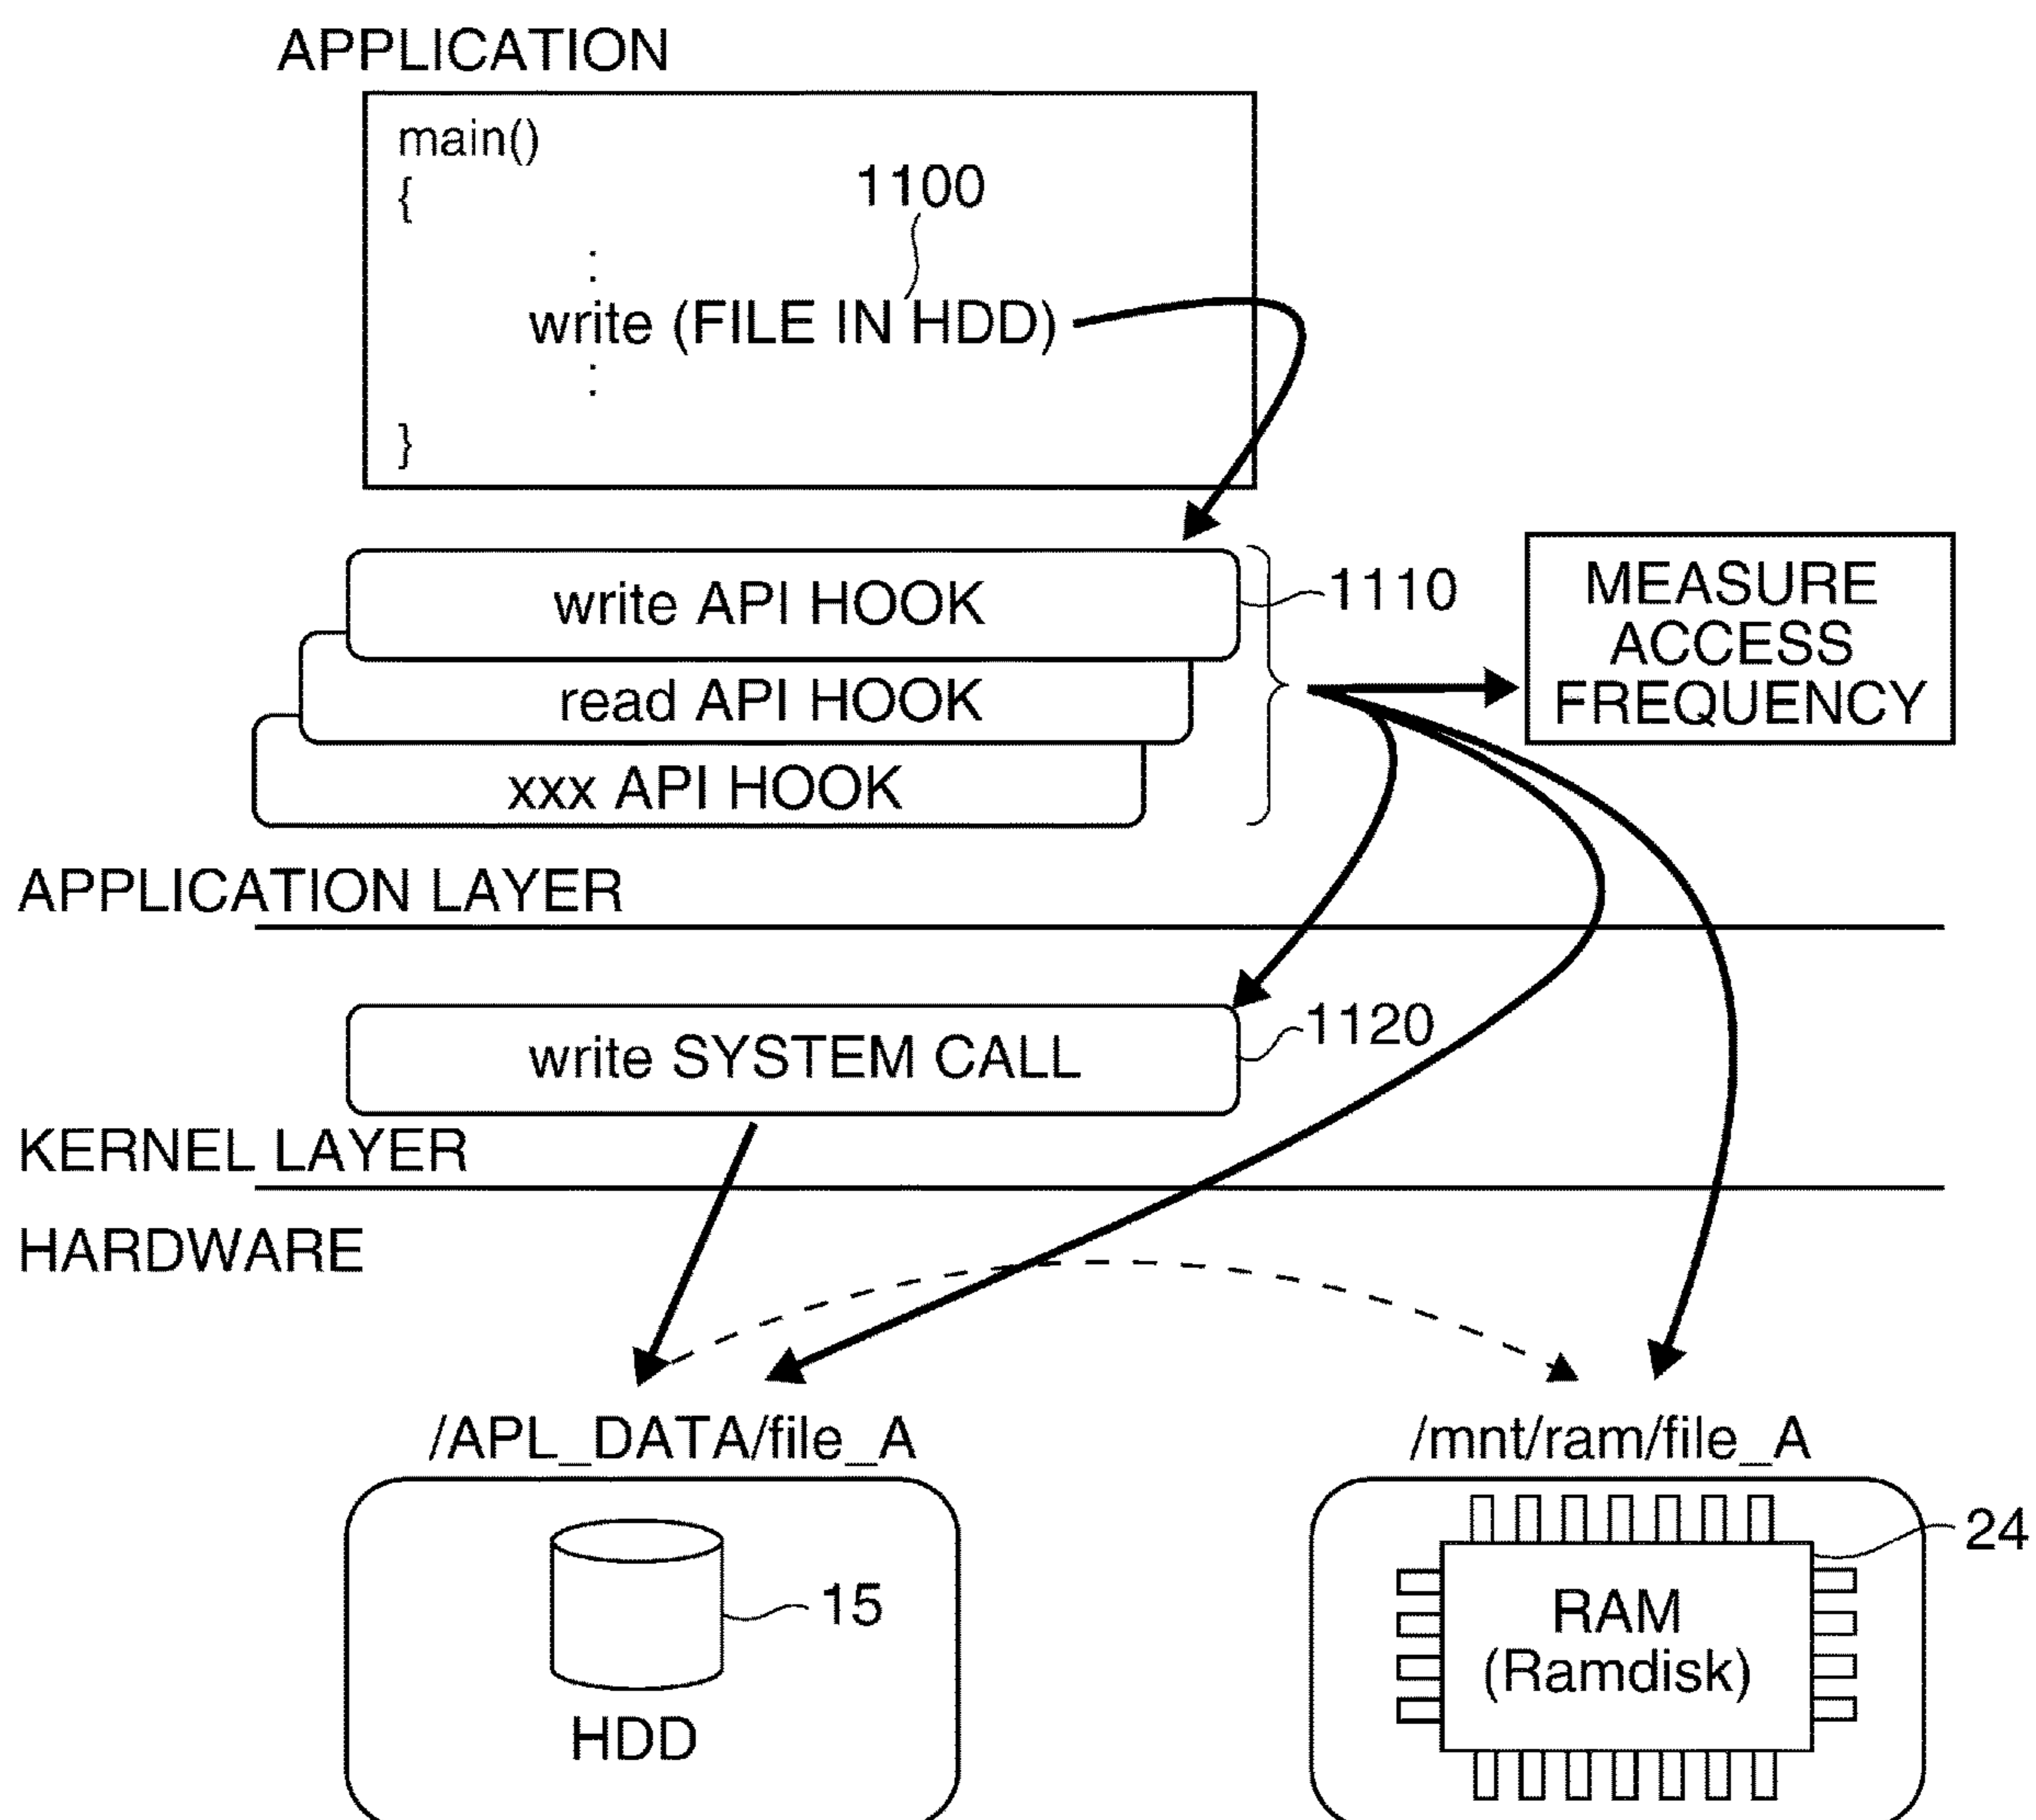 APPLICATION
main()
{
1100
:
write (FILE IN HDD)
:
}
write API HOOK
1110
MEASURE
ACCESS
FREQUENCY
read API HOOK
xxx API HOOK
APPLICATION LAYER
write SYSTEM CALL
1120
KERNEL LAYER
HARDWARE
/APL_DATA/file_A
/mnt/ram/file_A
15
HDD
24
RAM
(Ramdisk)